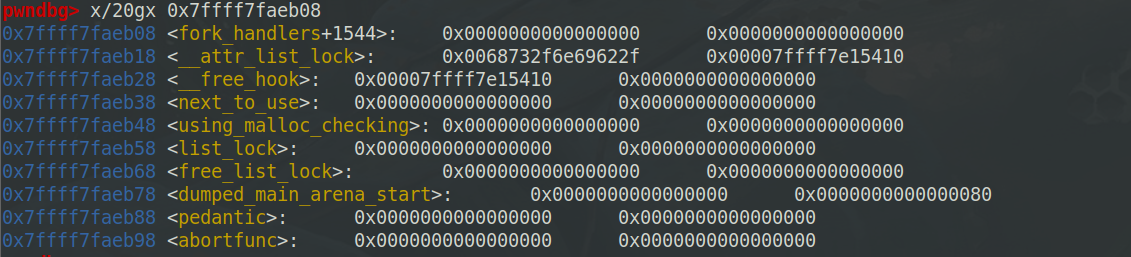 pwndbg> x/20gx 0x7ffff7faeb08
0x7ffff7faeb08 <fork_handlers+1544>: 0x0000000000000000 0x0000000000000000
0x7ffff7faeb18 <__attr_list_lock>: 0x0068732f6e69622f 0x00007ffff7e15410
0x7ffff7faeb28 <__free_hook>: 0x00007ffff7e15410 0x0000000000000000
0x7ffff7faeb38 <next_to_use>: 0x0000000000000000 0x0000000000000000
0x7ffff7faeb48 <using_malloc_checking>: 0x0000000000000000 0x0000000000000000
0x7ffff7faeb58 <list_lock>: 0x0000000000000000 0x0000000000000000
0x7ffff7faeb68 <free_list_lock>: 0x0000000000000000 0x0000000000000000
0x7ffff7faeb78 <dumped_main_arena_start>: 0x0000000000000000 0x0000000000000080
0x7ffff7faeb88 <pedantic>: 0x0000000000000000 0x0000000000000000
0x7ffff7faeb98 <abortfunc>: 0x0000000000000000 0x0000000000000000